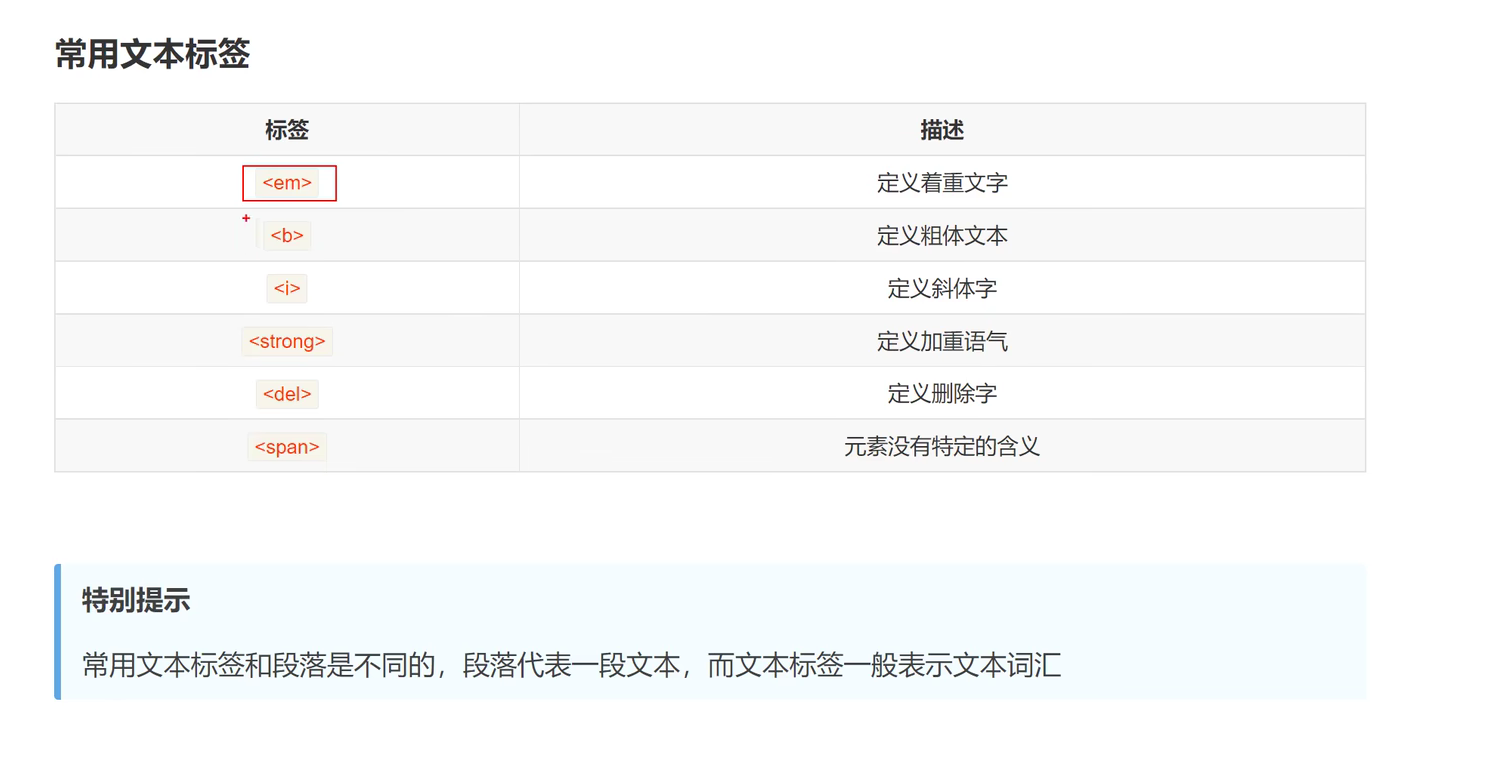 常用文本标签
标签 描述
<em> 定义着重文字
<b> 定义粗体文本
<i> 定义斜体字
<strong> 定义加重语气
<del> 定义删除字
<span> 元素没有特定的含义
特别提示
常用文本标签和段落是不同的，段落代表一段文本，而文本标签一般表示文本词汇